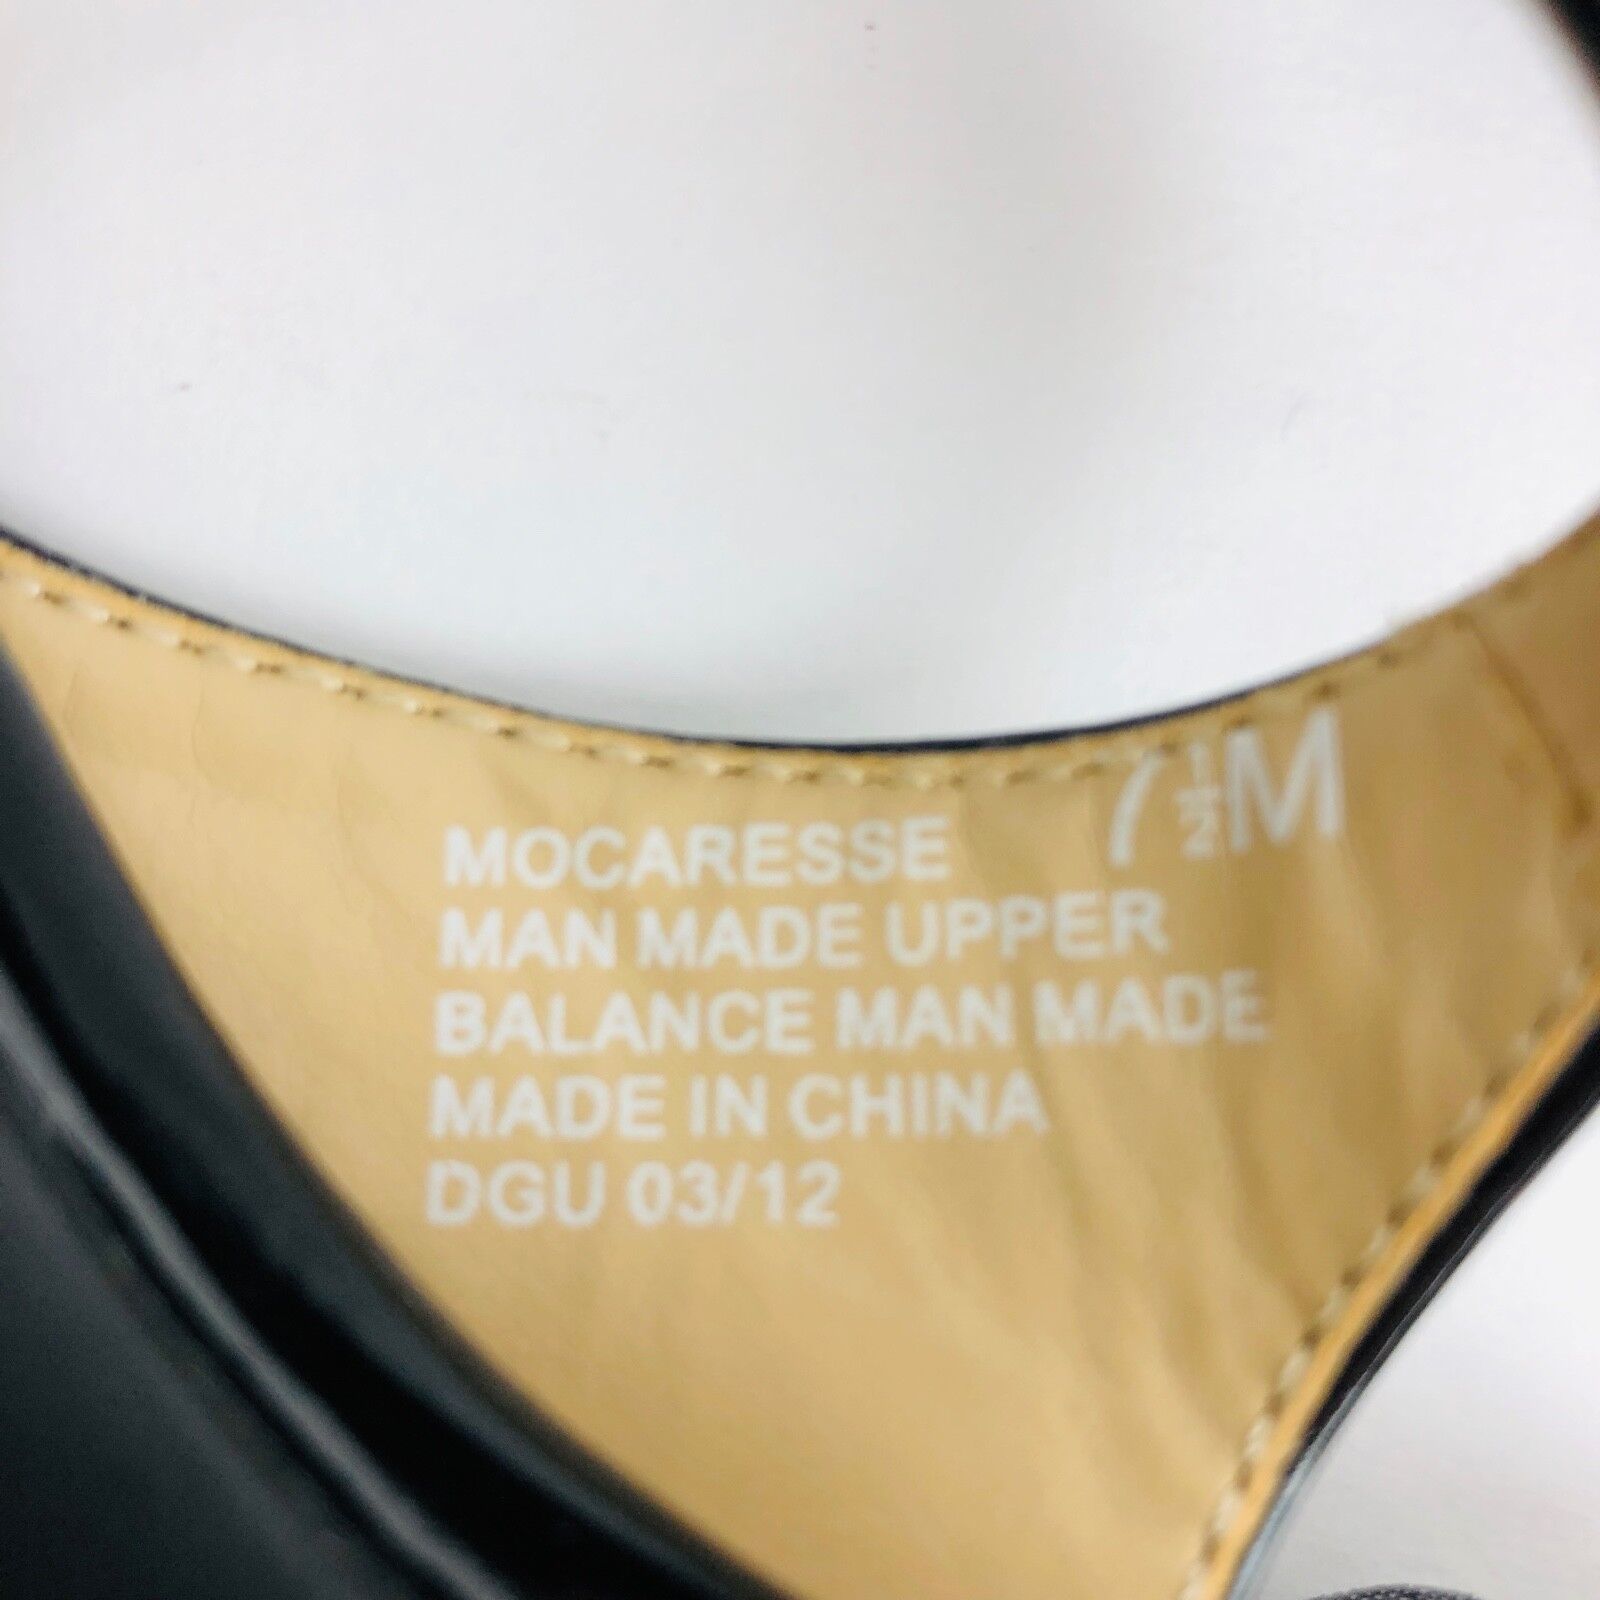 7½M
MOCARESSE
MAN MADE UPPER
BALANCE MAN MADE
MADE IN CHINA
DGU 03/12